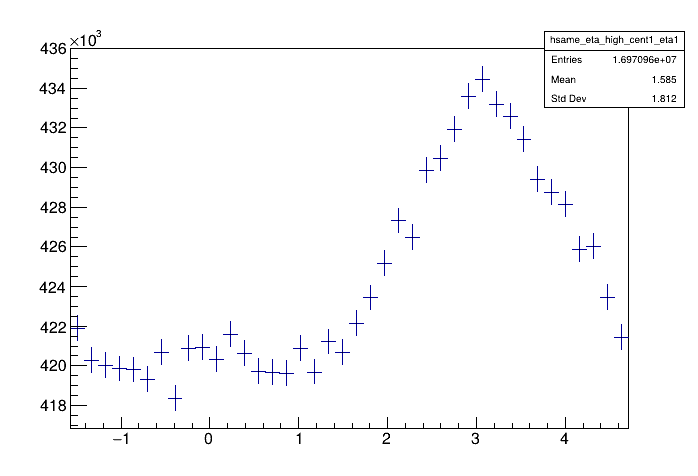 ×10³
hsame_eta_high_cent1_eta1
Entries 1.697096e+07
Mean 1.585
Std Dev 1.812
436
434
432
430
428
426
424
422
420
418
−1 0 1 2 3 4